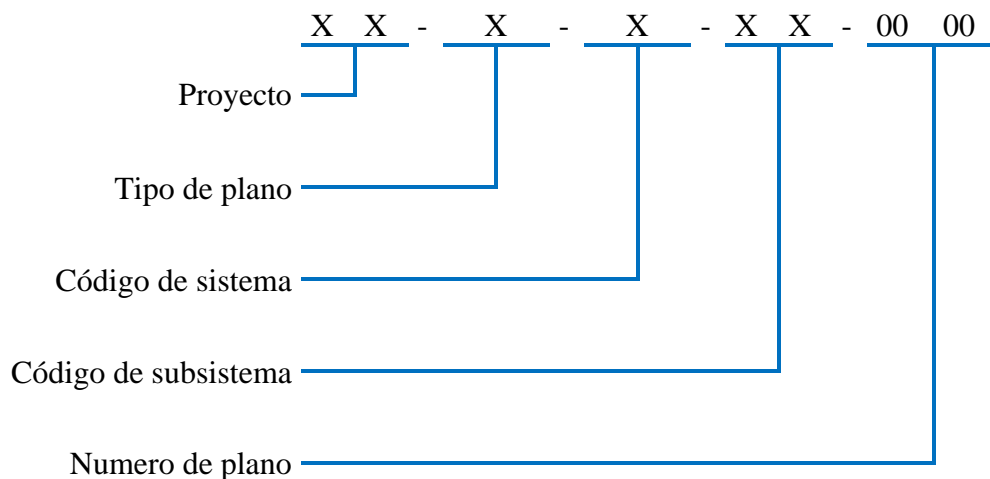 X X - X - X - X X - 00 00
Proyecto
Tipo de plano
Código de sistema
Código de subsistema
Numero de plano